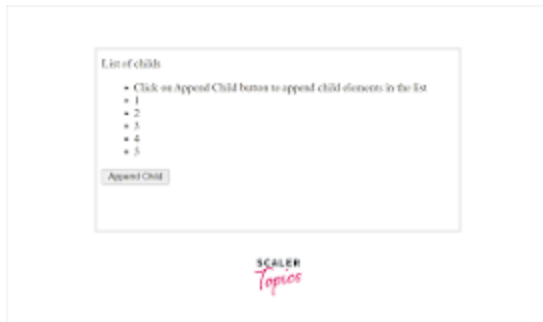 List of childs
Click on Append Child button to append child elements in the list
1
2
3
4
5
Append Child
SCALER
Topics